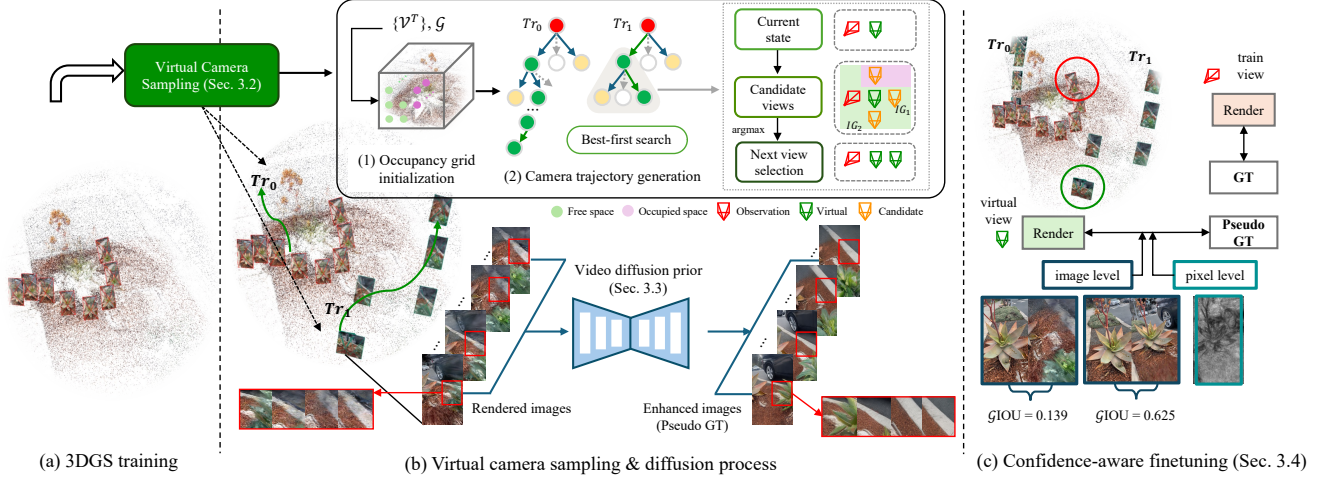 Virtual Camera
Sampling (Sec. 3.2)
{𝒱ᵀ}, 𝒢
(1) Occupancy grid
initialization
Tr₀
Tr₁
...
Best-first search
(2) Camera trajectory generation
Current
state
Candidate
views
argmax
Next view
selection
IG₁
IG₂
Free space
Occupied space
Observation
Virtual
Candidate
Tr₀
Tr₁
...
...
Rendered images
Video diffusion prior
(Sec. 3.3)
...
...
Enhanced images
(Pseudo GT)
Tr₀
Tr₁
train
view
Render
GT
virtual
view
Render
Pseudo
GT
image level
pixel level
𝒢IOU = 0.139
𝒢IOU = 0.625
(a) 3DGS training
(b) Virtual camera sampling & diffusion process
(c) Confidence-aware finetuning (Sec. 3.4)